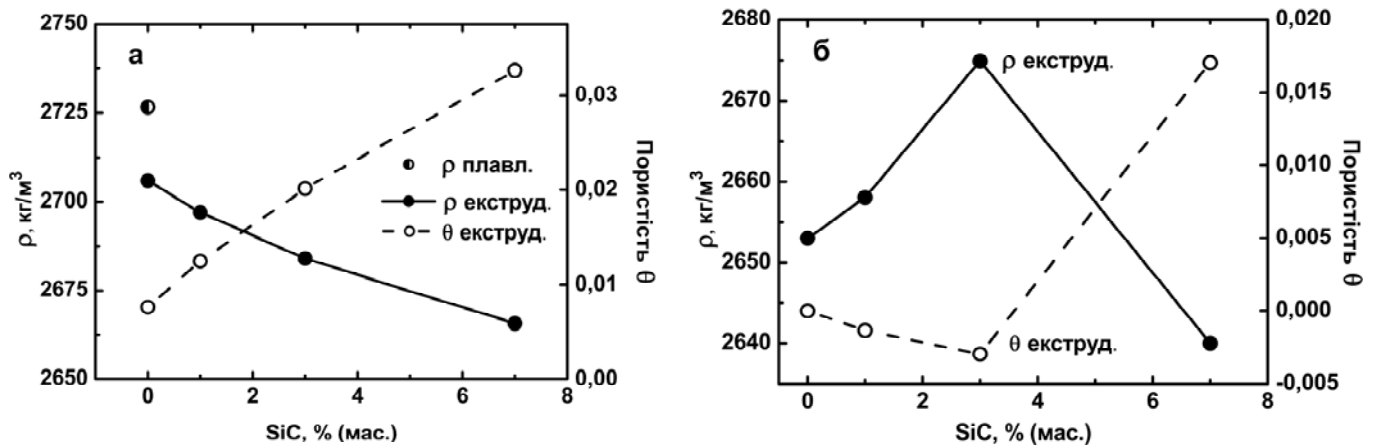 а
2750
2725
2700
2675
2650
ρ, кг/м³
0,03
0,02
0,01
0,00
Пористість θ
ρ плавл.
ρ екструд.
θ екструд.
0 2 4 6 8
SiC, % (мас.)
б
2680
2670
2660
2650
2640
ρ, кг/м³
0,020
0,015
0,010
0,005
0,000
-0,005
Пористість θ
ρ екструд.
θ екструд.
0 2 4 6 8
SiC, % (мас.)